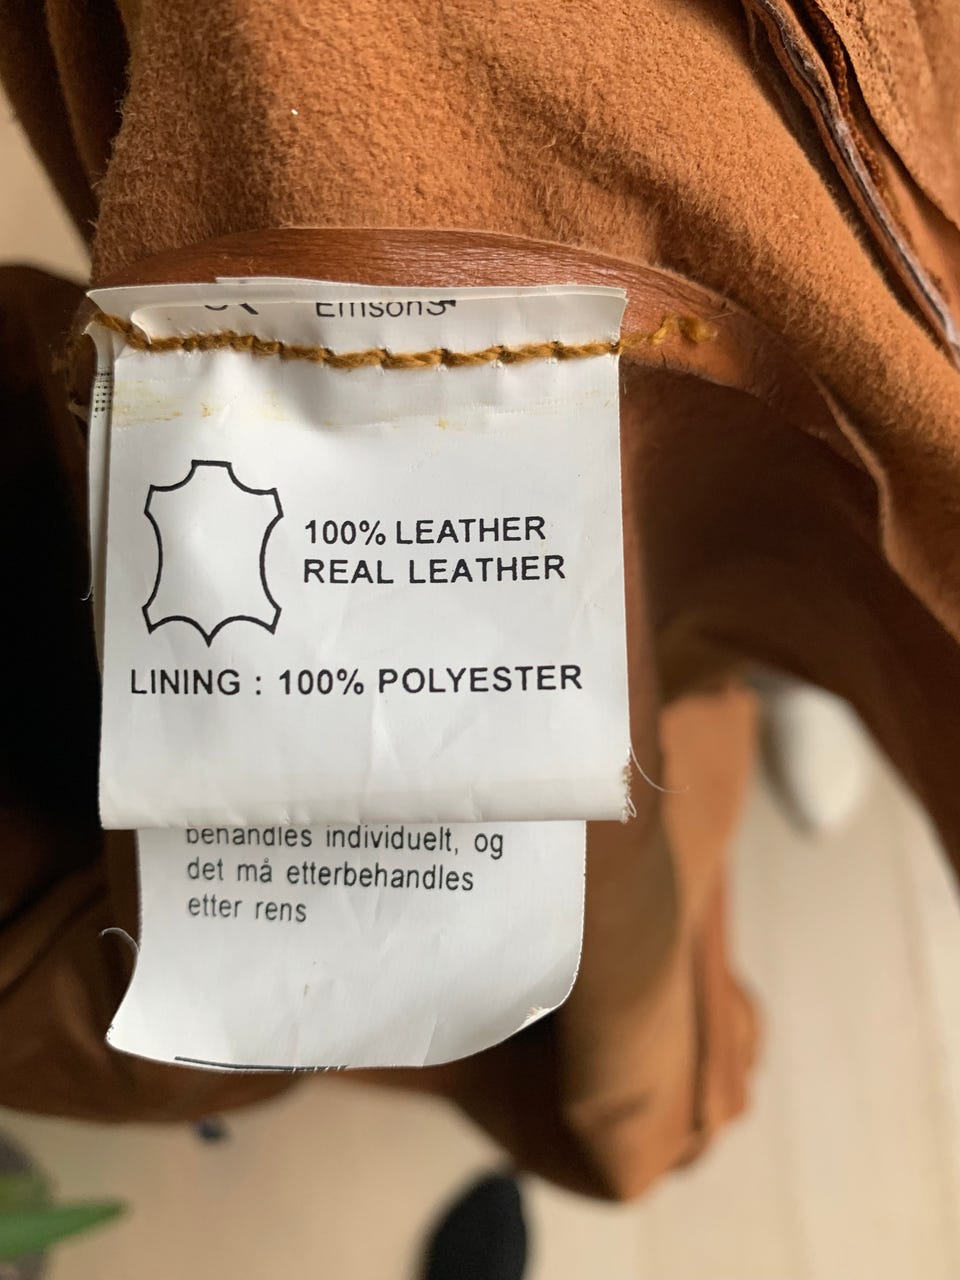 100% LEATHER
REAL LEATHER
LINING : 100% POLYESTER
behandles individuelt, og
det må etterbehandles
etter rens